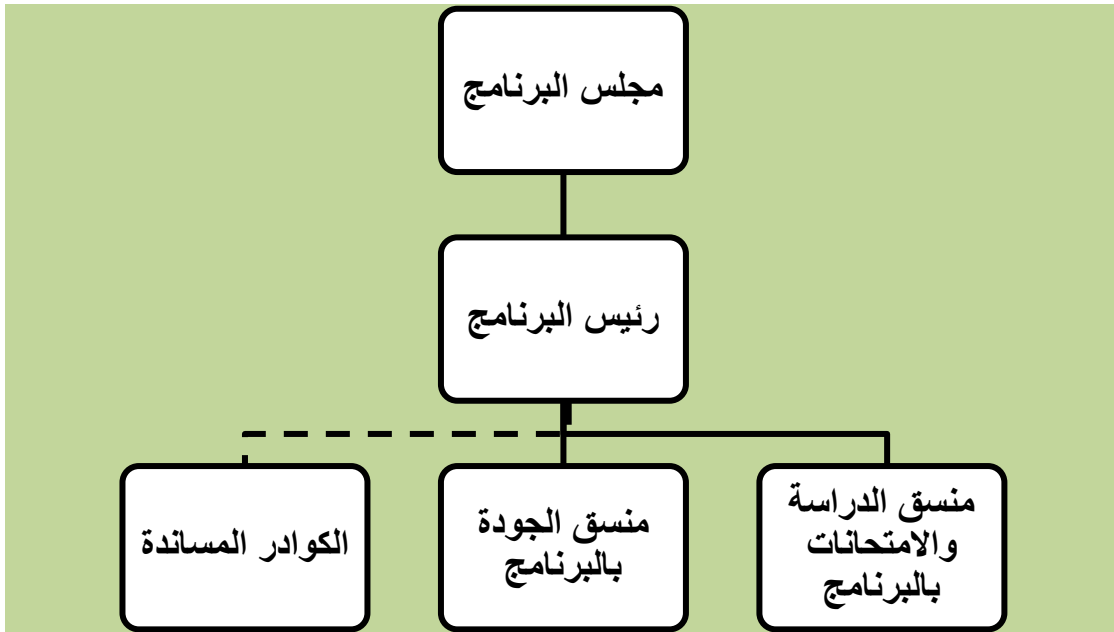 مجلس البرنامج
رئيس البرنامج
منسق الدراسة
والامتحانات
بالبرنامج
منسق الجودة
بالبرنامج
الكوادر المساندة